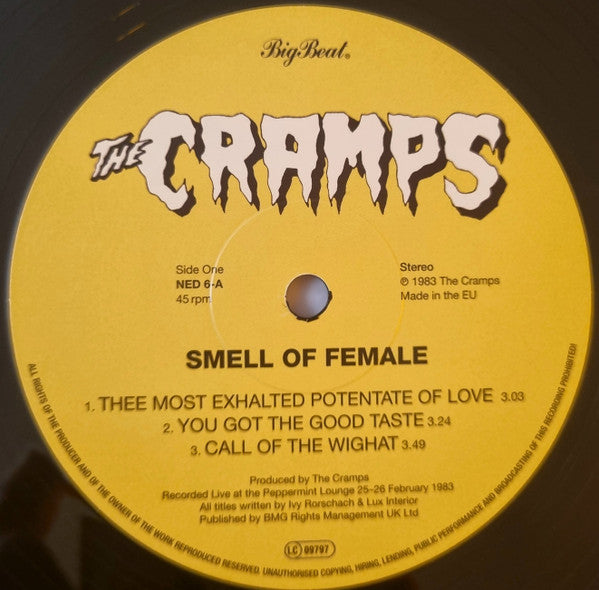 Big Beat®
THE CRAMPS
Side One
NED 6-A
45 rpm
Stereo
℗ 1983 The Cramps
Made in the EU
SMELL OF FEMALE
1. THEE MOST EXHALTED POTENTATE OF LOVE 3.03
2. YOU GOT THE GOOD TASTE 3.24
3. CALL OF THE WIGHAT 3.49
Produced by The Cramps
Recorded Live at the Peppermint Lounge 25-26 February 1983
All titles written by Ivy Rorschach & Lux Interior
Published by BMG Rights Management UK Ltd
LC 09797
ALL RIGHTS OF THE PRODUCER AND OF THE OWNER OF THE WORK REPRODUCED RESERVED. UNAUTHORISED COPYING, HIRING, LENDING, PUBLIC PERFORMANCE AND BROADCASTING OF THIS RECORDING PROHIBITED!